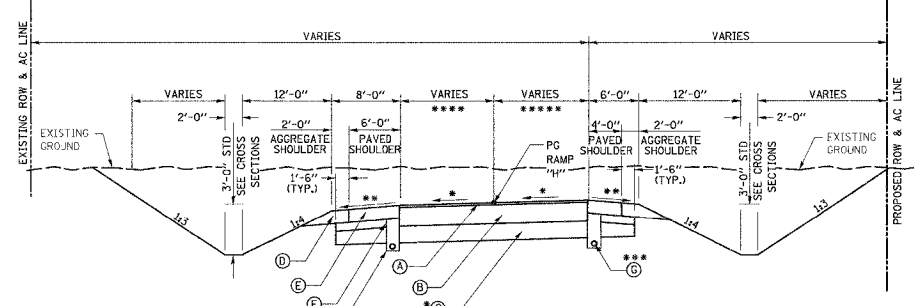 EXISTING ROW & AC LINE
VARIES
VARIES
PROPOSED ROW & AC LINE
VARIES
12'-0"
8'-0"
VARIES
VARIES
6'-0"
12'-0"
VARIES
****
*****
2'-0"
2'-0"
6'-0"
4'-0"
2'-0"
2'-0"
EXISTING
GROUND
3'-0" STD
SEE CROSS
SECTIONS
AGGREGATE
SHOULDER
PAVED
SHOULDER
PG
RAMP
"H"
PAVED
SHOULDER
AGGREGATE
SHOULDER
3'-0" STD
SEE CROSS
SECTIONS
EXISTING
GROUND
1'-6"
(TYP.)
1'-6"
(TYP.)
**
*
*
**
1:3
1:4
1:4
1:3
D
E
F
A
B
*
***
G